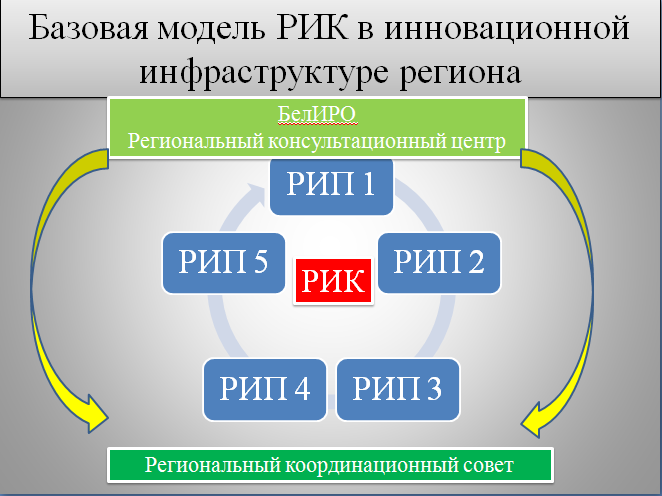 Базовая модель РИК в инновационной
инфраструктуре региона
БелИРО
Региональный консультационный центр
РИП 1
РИП 5
РИК
РИП 2
РИП 4
РИП 3
Региональный координационный совет